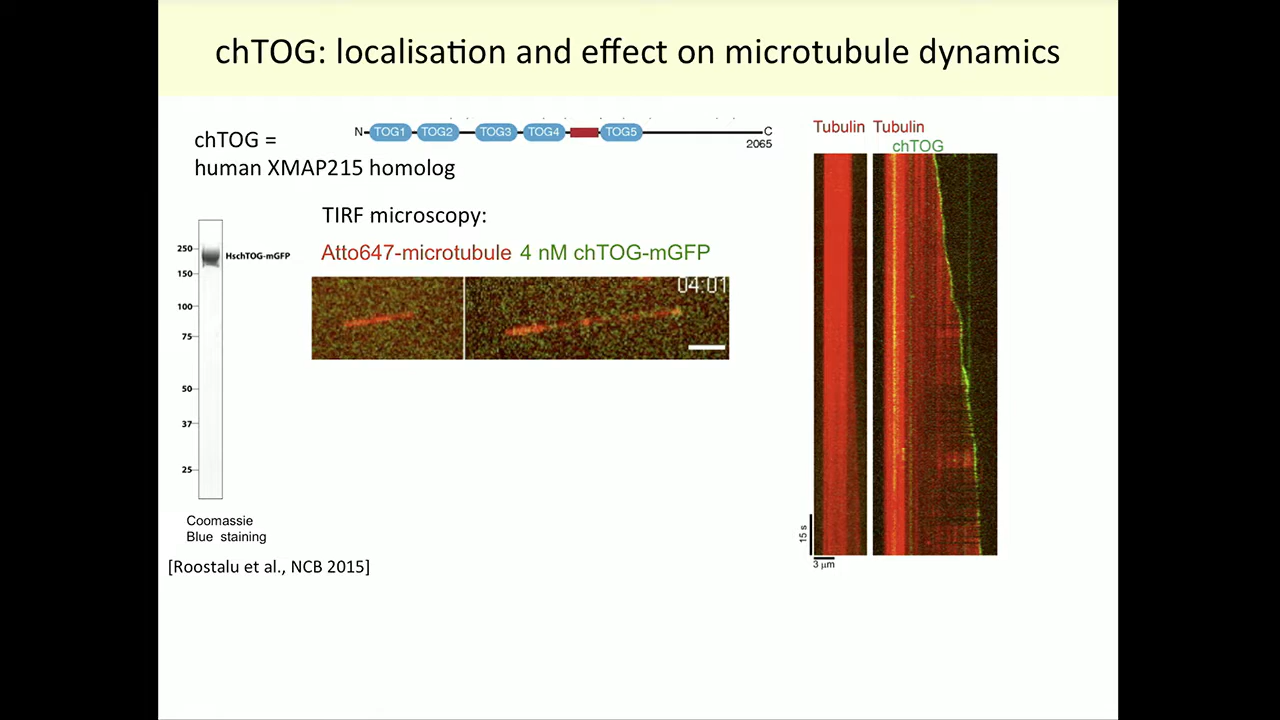 chTOG: localisation and effect on microtubule dynamics
chTOG =
human XMAP215 homolog
N TOG1 TOG2 TOG3 TOG4 TOG5 C
2065
TIRF microscopy:
Atto647-microtubule 4 nM chTOG-mGFP
04:01
250
HschTOG-mGFP
150
100
75
50
37
25
Coomassie
Blue staining
[Roostalu et al., NCB 2015]
Tubulin Tubulin
chTOG
15 s
3 µm